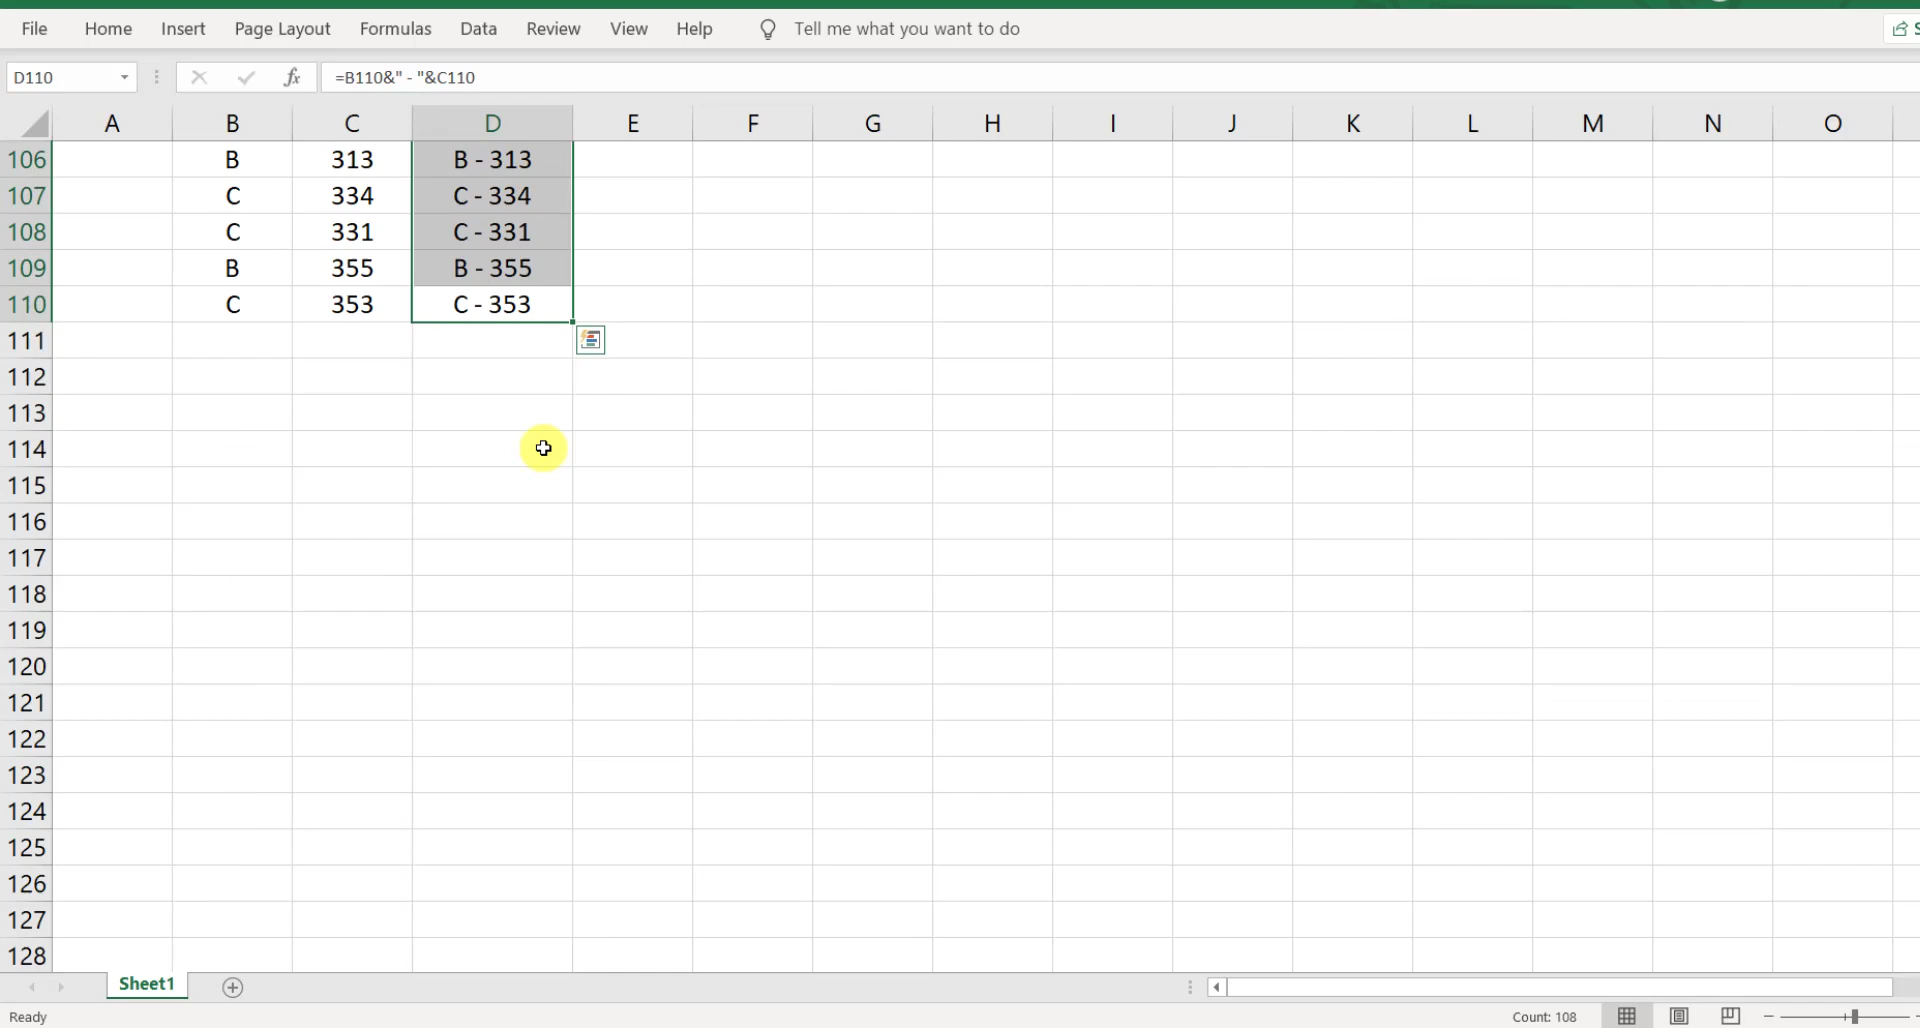 File Home Insert Page Layout Formulas Data Review View Help Tell me what you want to do
D110 fx =B110&" - "&C110
A B C D E F G H I J K L M N O
106 B 313 B - 313
107 C 334 C - 334
108 C 331 C - 331
109 B 355 B - 355
110 C 353 C - 353
111
112
113
114
115
116
117
118
119
120
121
122
123
124
125
126
127
128
Sheet1
Ready Count: 108